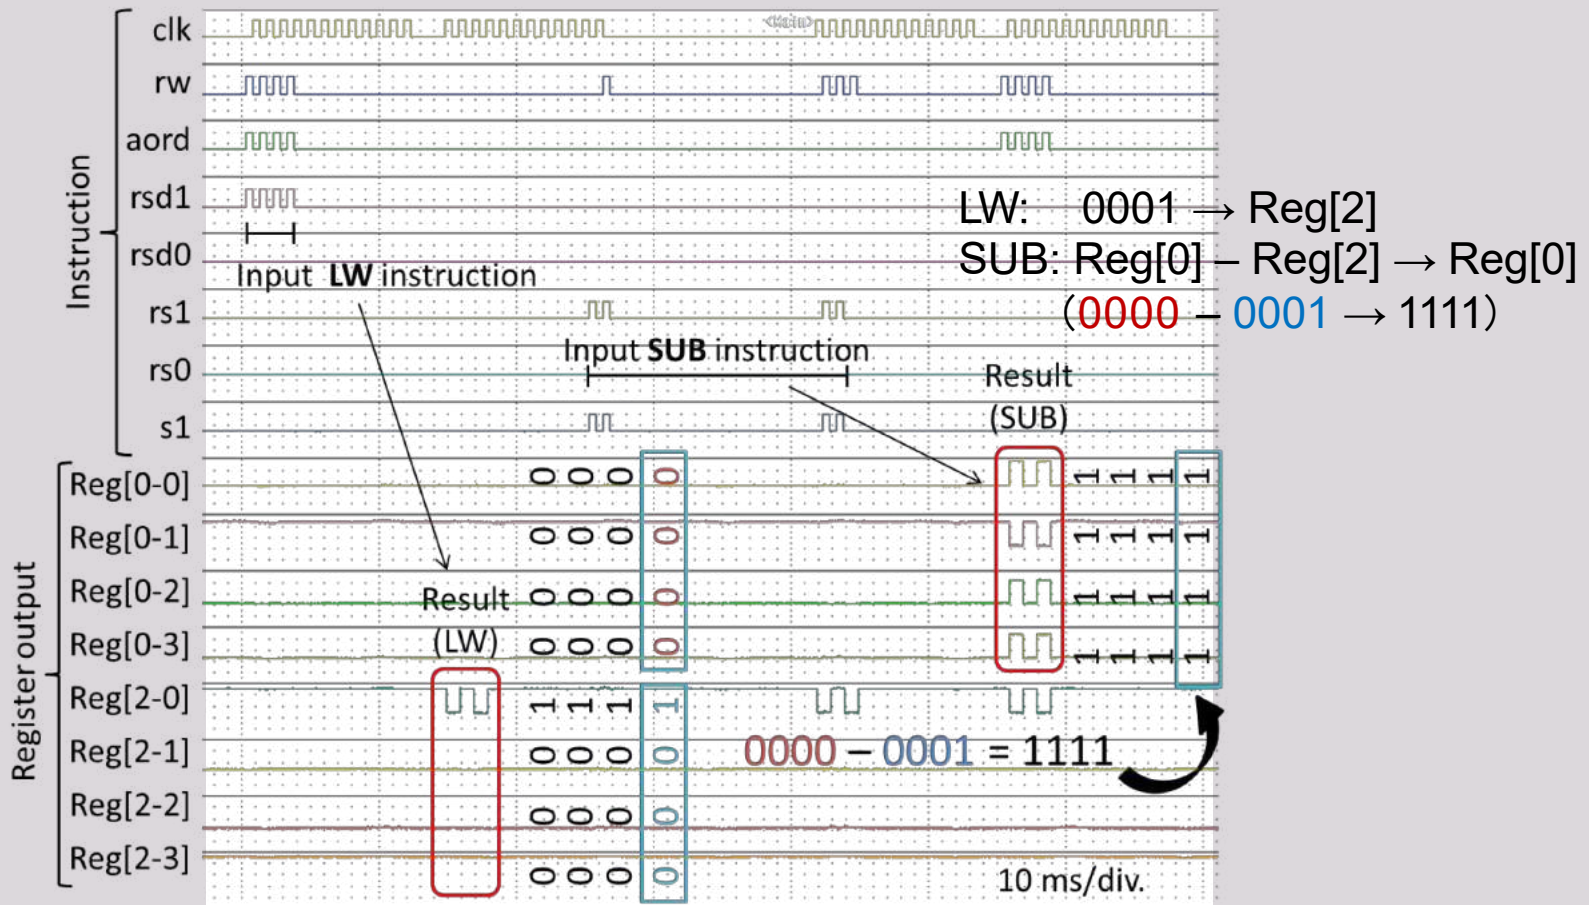 Instruction
clk
rw
aord
rsd1
rsd0
rs1
rs0
s1
Input LW instruction
Input SUB instruction
LW: 0001 → Reg[2]
SUB: Reg[0] – Reg[2] → Reg[0]
(0000 – 0001 → 1111)
Result
(SUB)
Register output
Reg[0-0] 0 0 0 0 1 1 1 1
Reg[0-1] 0 0 0 0 1 1 1 1
Reg[0-2] 0 0 0 0 1 1 1 1
Reg[0-3] 0 0 0 0 1 1 1 1
Result
(LW)
Reg[2-0] 1 1 1 1
Reg[2-1] 0 0 0 0
Reg[2-2] 0 0 0 0
Reg[2-3] 0 0 0 0
0000 – 0001 = 1111
10 ms/div.